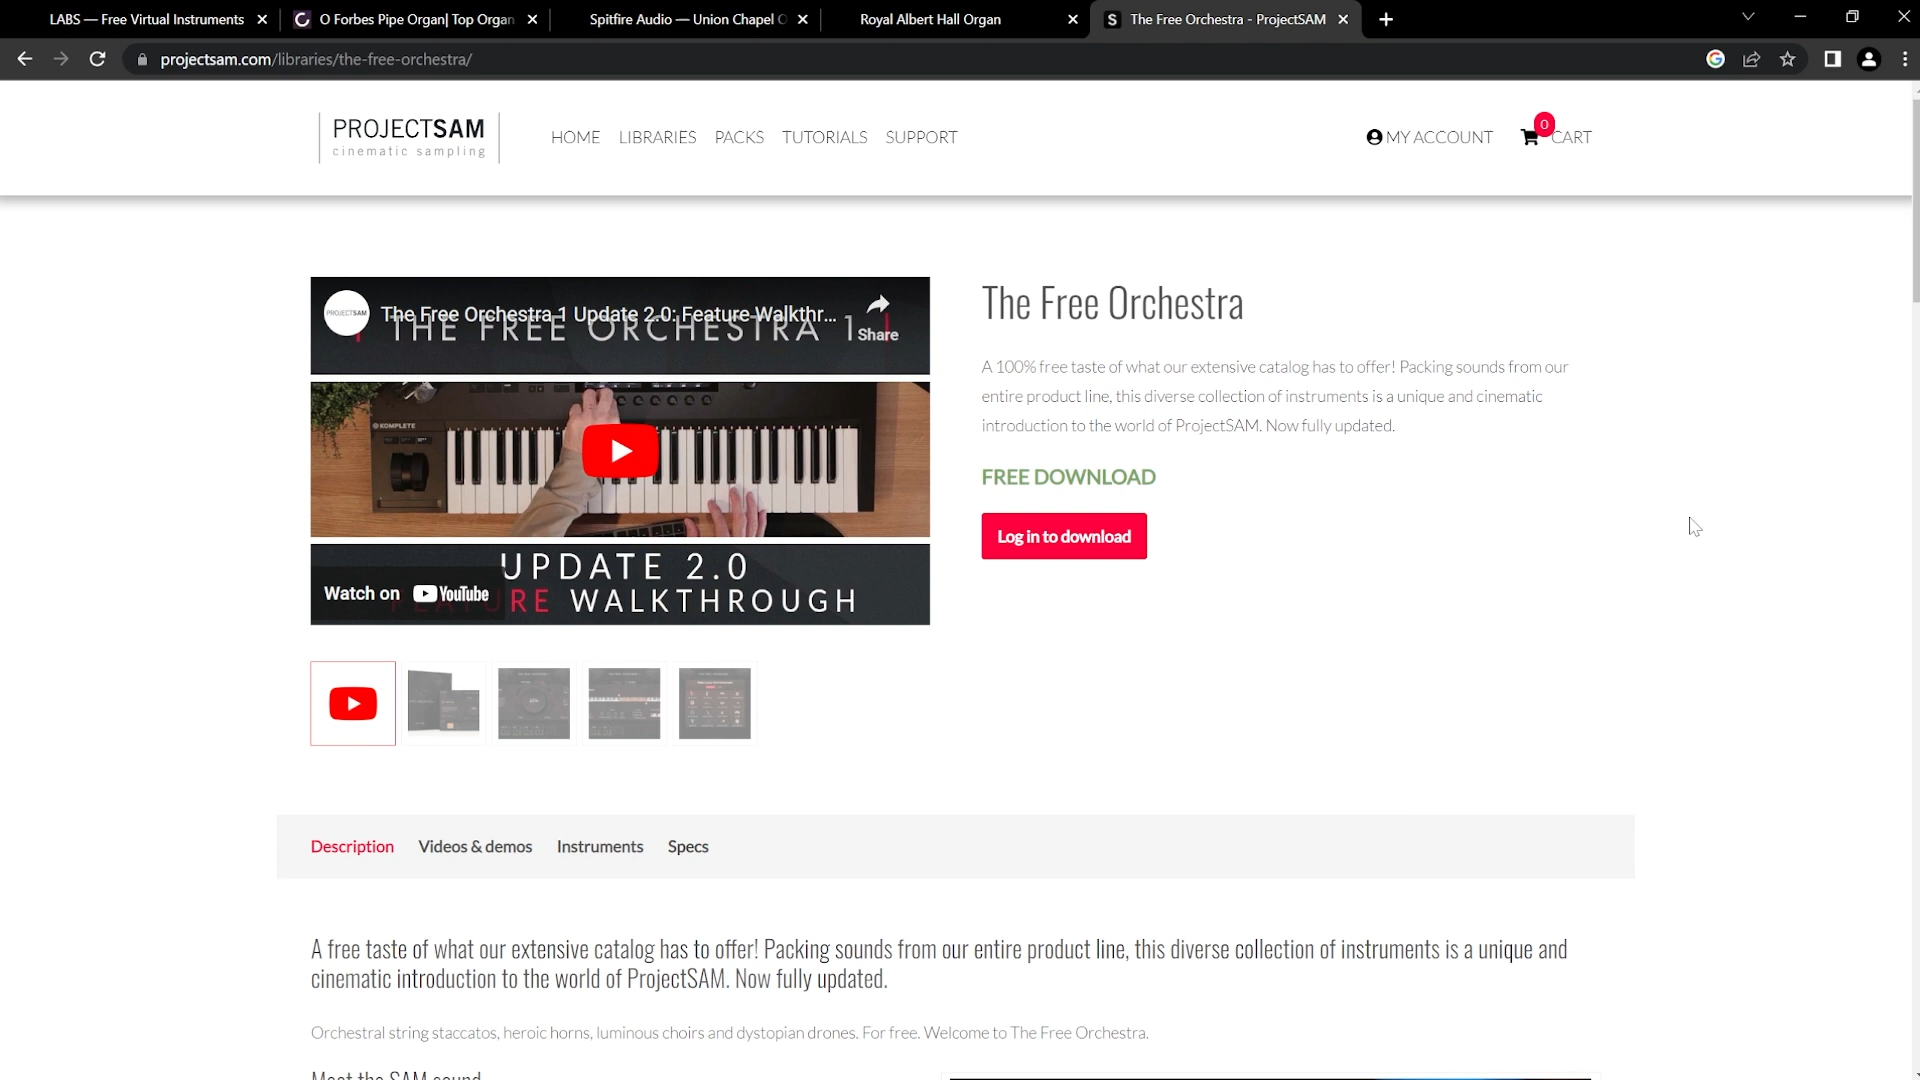 LABS — Free Virtual Instruments
O Forbes Pipe Organ| Top Organ
Spitfire Audio — Union Chapel O
Royal Albert Hall Organ
The Free Orchestra - ProjectSAM
projectsam.com/libraries/the-free-orchestra/
PROJECTSAM
cinematic sampling
HOME
LIBRARIES
PACKS
TUTORIALS
SUPPORT
MY ACCOUNT
0
CART
PROJECTSAM
The Free Orchestra 1 Update 2.0: Feature Walkthr...
THE FREE ORCHESTRA 1
Share
KOMPLETE
UPDATE 2.0
FEATURE WALKTHROUGH
Watch on YouTube
The Free Orchestra
A 100% free taste of what our extensive catalog has to offer! Packing sounds from our
entire product line, this diverse collection of instruments is a unique and cinematic
introduction to the world of ProjectSAM. Now fully updated.
FREE DOWNLOAD
Log in to download
Description
Videos & demos
Instruments
Specs
A free taste of what our extensive catalog has to offer! Packing sounds from our entire product line, this diverse collection of instruments is a unique and
cinematic introduction to the world of ProjectSAM. Now fully updated.
Orchestral string staccatos, heroic horns, luminous choirs and dystopian drones. For free. Welcome to The Free Orchestra.
Meet the SAM sound